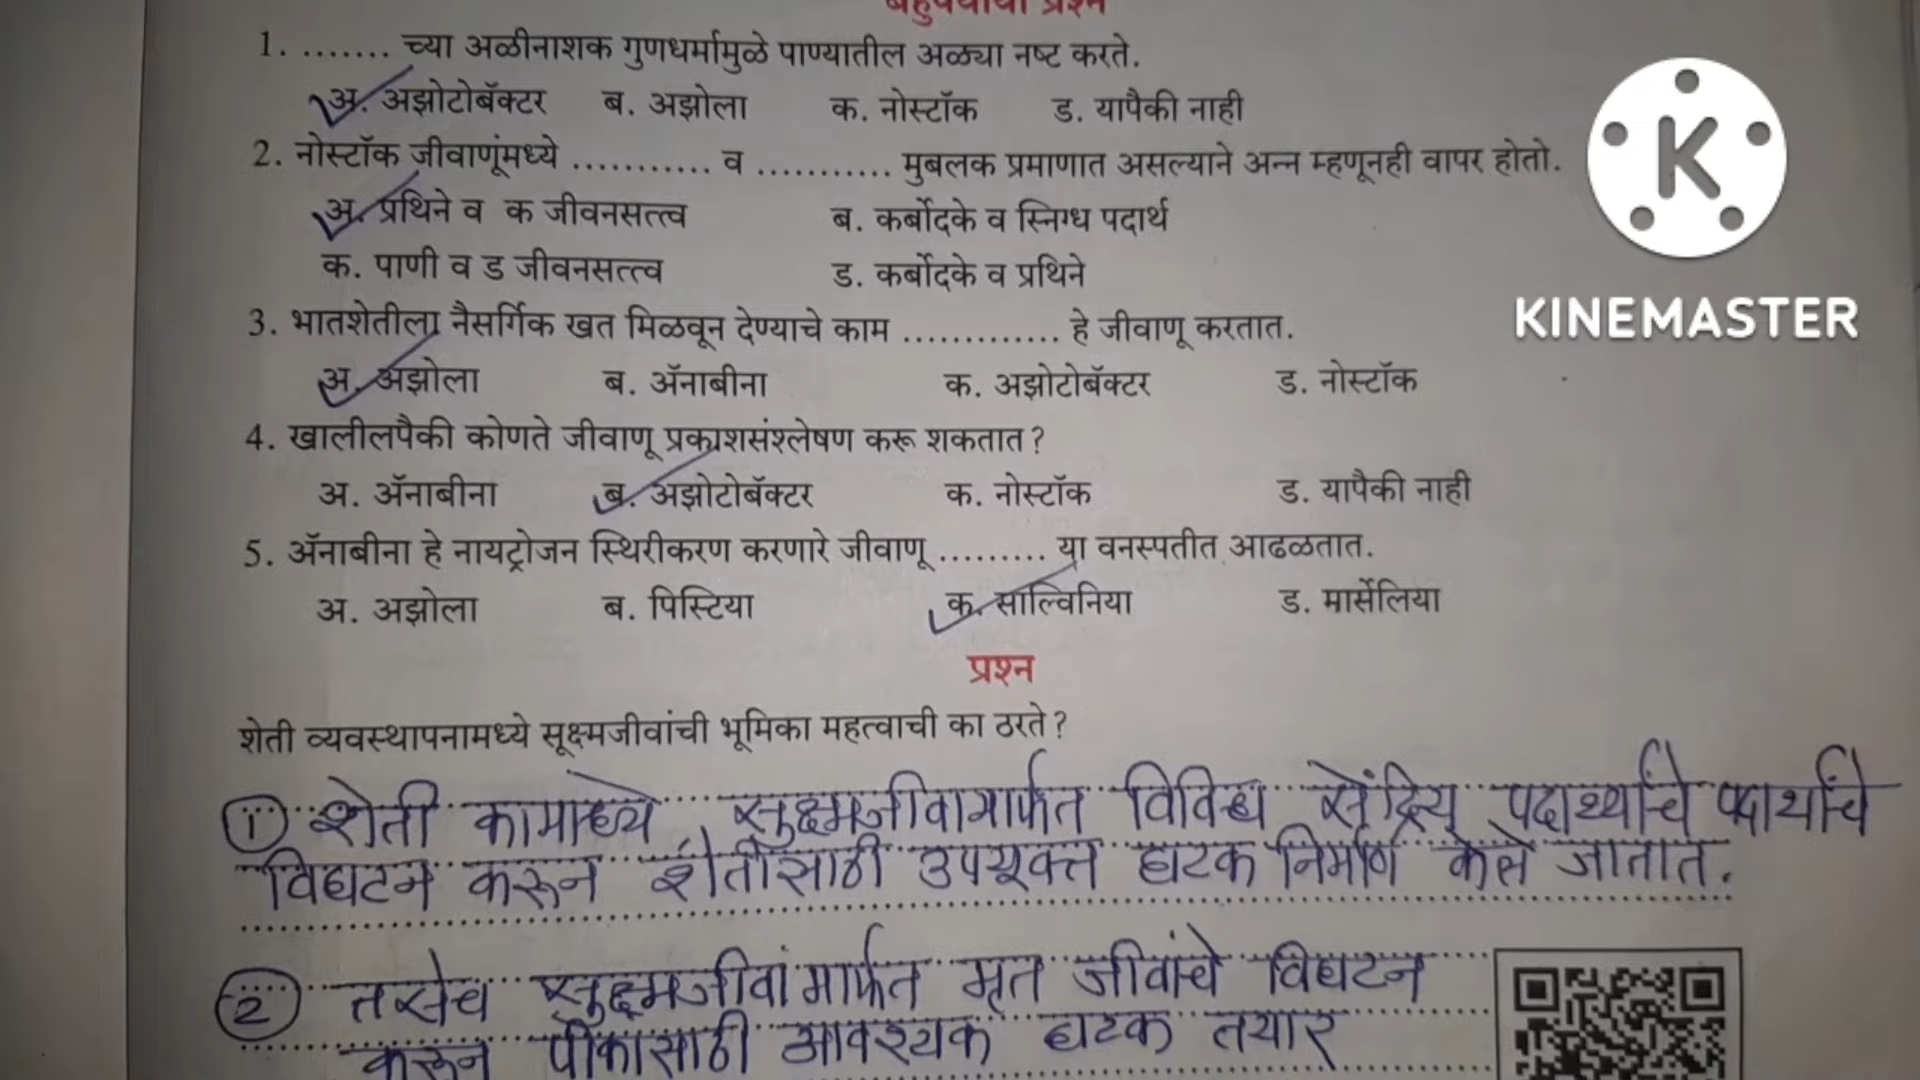 बहुपर्यायी प्रश्न
1. ....... च्या अळीनाशक गुणधर्मामुळे पाण्यातील अळ्या नष्ट करते.
अ. अझोटोबॅक्टर ब. अझोला क. नोस्टॉक ड. यापैकी नाही
2. नोस्टॉक जीवाणूंमध्ये ........... व ........... मुबलक प्रमाणात असल्याने अन्न म्हणूनही वापर होतो.
अ. प्रथिने व क जीवनसत्त्व ब. कर्बोदके व स्निग्ध पदार्थ
क. पाणी व ड जीवनसत्त्व ड. कर्बोदके व प्रथिने
3. भातशेतीला नैसर्गिक खत मिळवून देण्याचे काम ............. हे जीवाणू करतात.
अ. अझोला ब. ॲनाबीना क. अझोटोबॅक्टर ड. नोस्टॉक
4. खालीलपैकी कोणते जीवाणू प्रकाशसंश्लेषण करू शकतात?
अ. ॲनाबीना ब. अझोटोबॅक्टर क. नोस्टॉक ड. यापैकी नाही
5. ॲनाबीना हे नायट्रोजन स्थिरीकरण करणारे जीवाणू ......... या वनस्पतीत आढळतात.
अ. अझोला ब. पिस्टिया क. साल्विनिया ड. मार्सेलिया
प्रश्न
शेती व्यवस्थापनामध्ये सूक्ष्मजीवांची भूमिका महत्वाची का ठरते?
1 शेती कामाध्ये, सुक्ष्मजीवामार्फत विविध सेंद्रिय पदार्थ्यांचे पदार्थांचे
विघटन करून शेतीसाठी उपयूक्त घटक निर्माण केले जातात.
2 तसेच सुक्ष्मजीवांमार्फत मृत जीवांचे विघटन
करून पीकासाठी आवश्यक घटक तयार
K
KINEMASTER